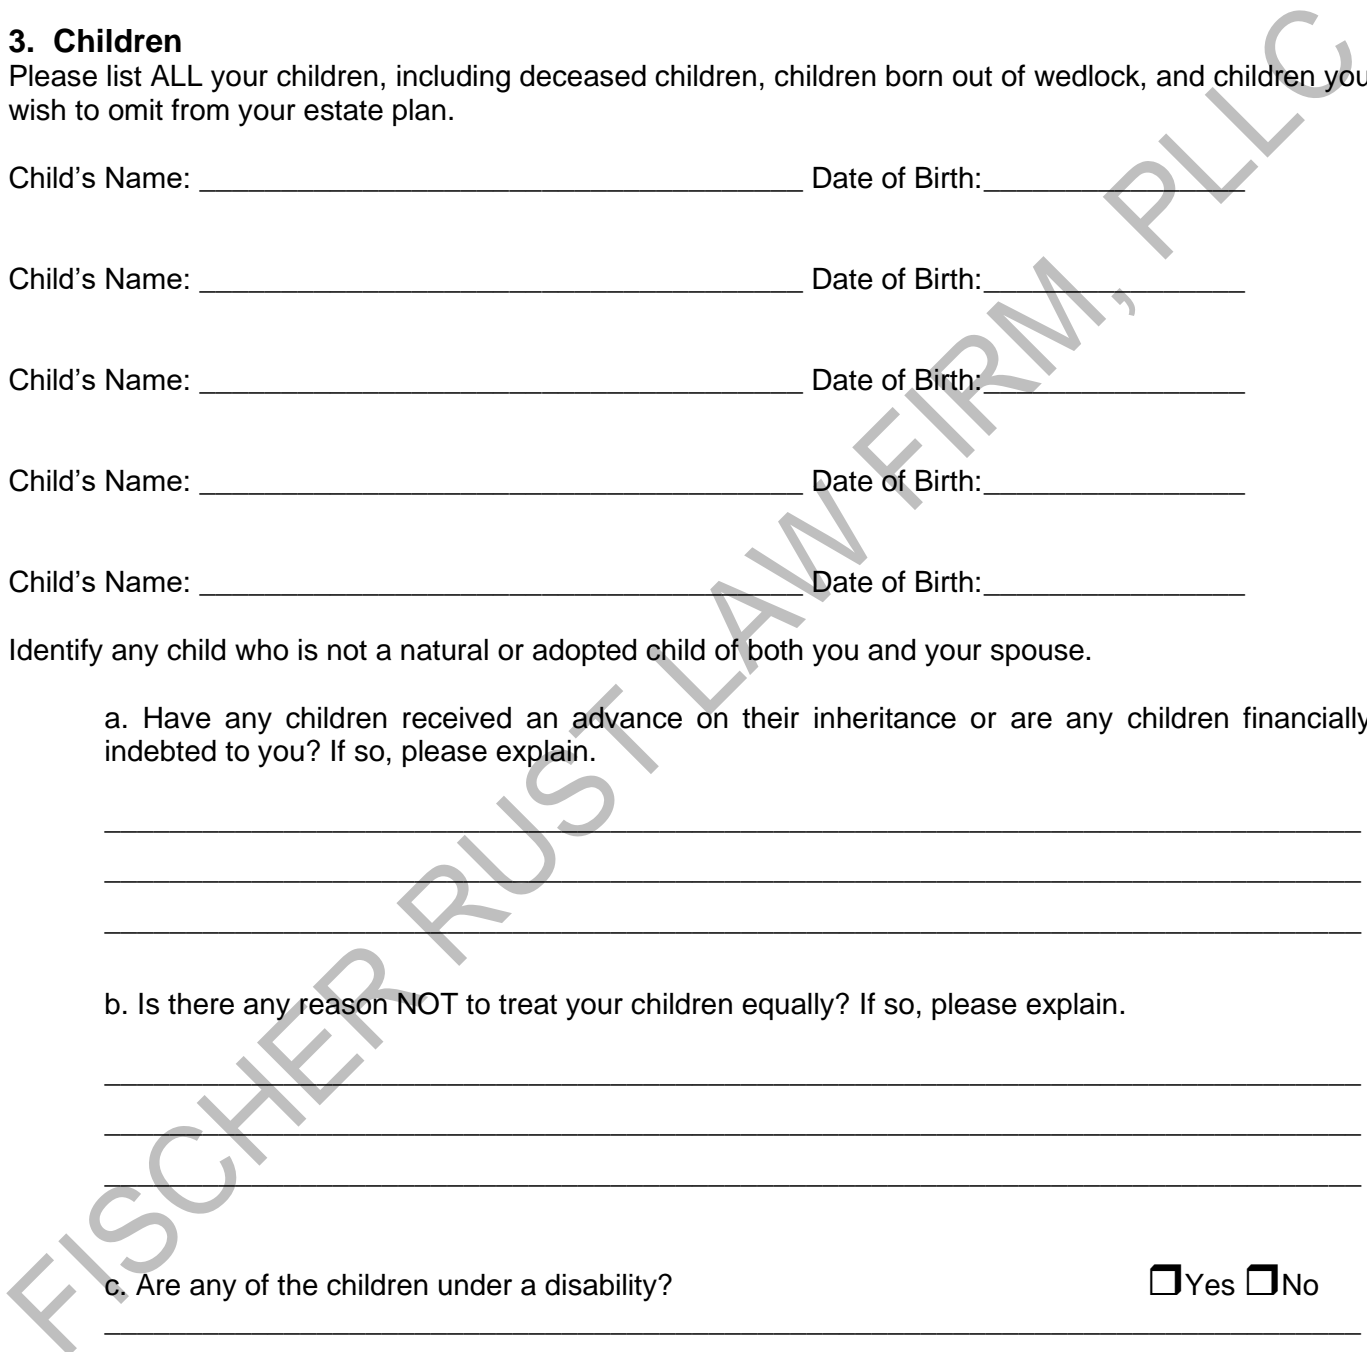 3. Children
Please list ALL your children, including deceased children, children born out of wedlock, and children you
wish to omit from your estate plan.
Child's Name: _____________________________________ Date of Birth:________________
Child's Name: _____________________________________ Date of Birth:________________
Child's Name: _____________________________________ Date of Birth:________________
Child's Name: _____________________________________ Date of Birth:________________
Child's Name: _____________________________________ Date of Birth:________________
Identify any child who is not a natural or adopted child of both you and your spouse.
a. Have any children received an advance on their inheritance or are any children financially
indebted to you? If so, please explain.
b. Is there any reason NOT to treat your children equally? If so, please explain.
c. Are any of the children under a disability? ❒Yes ❒No
FISCHER RUST LAW FIRM, PLLC